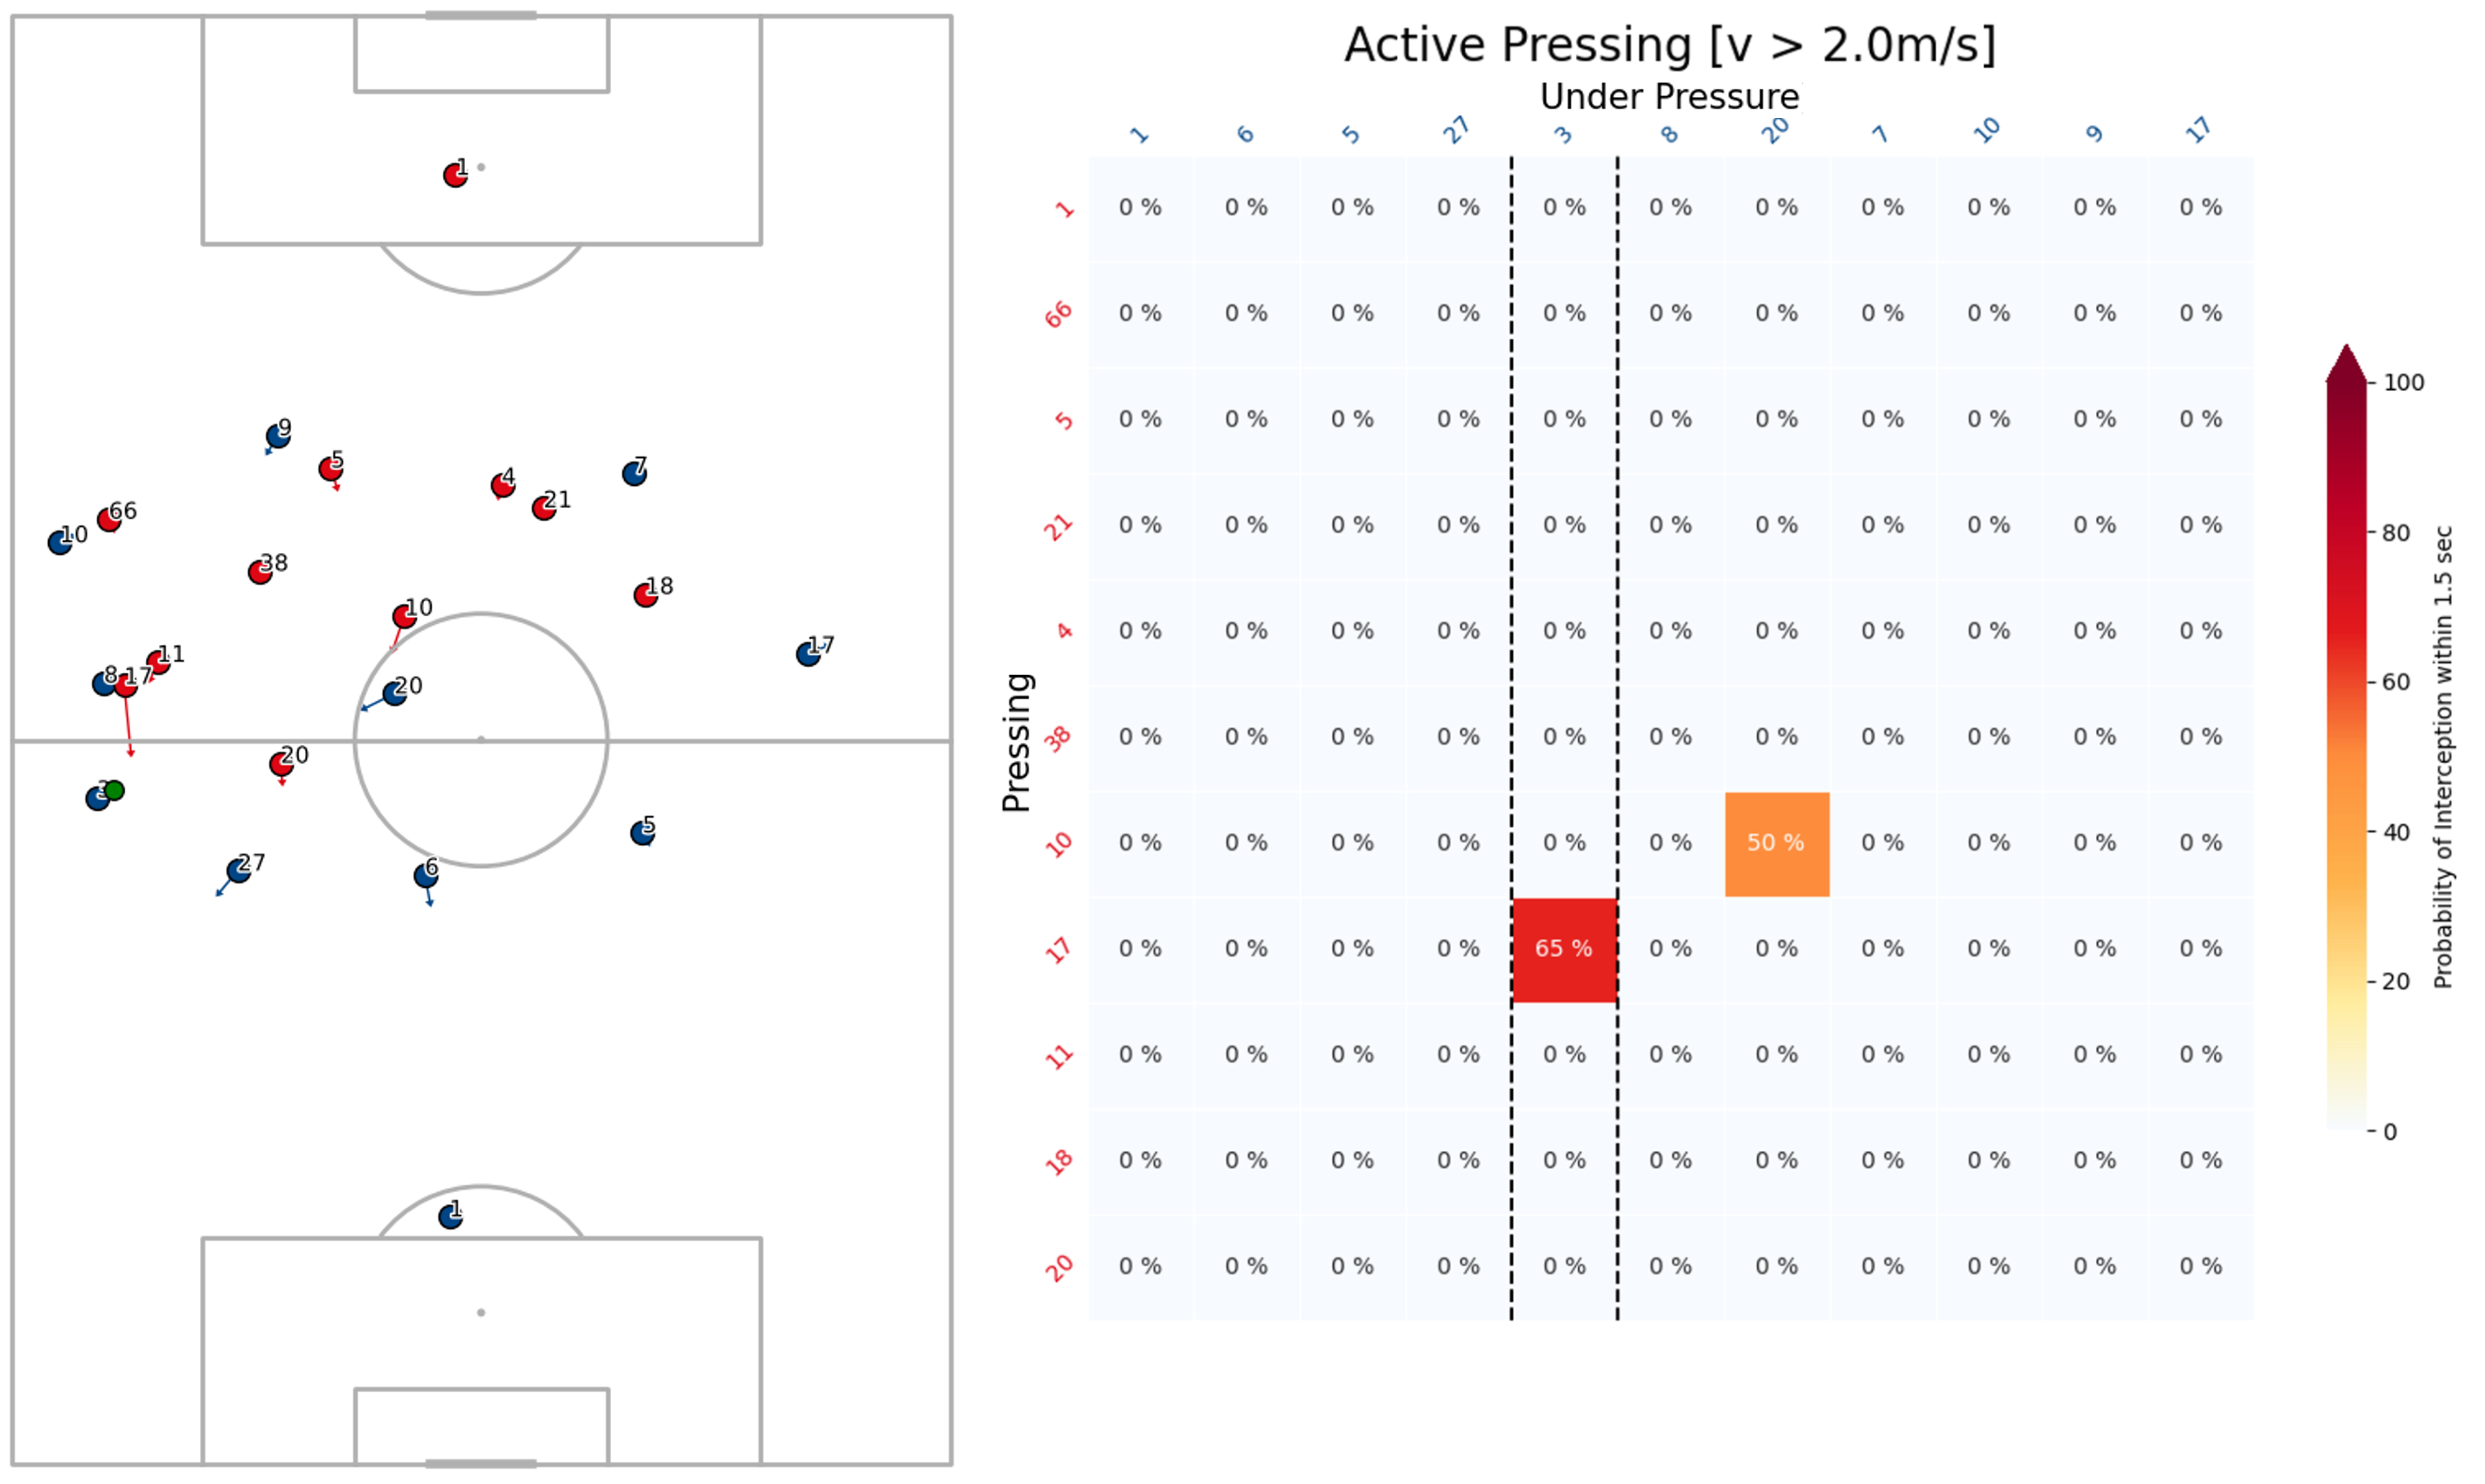 Active Pressing [v > 2.0m/s]
Under Pressure
1 6 5 27 3 8 20 7 10 9 17
1 0 % 0 % 0 % 0 % 0 % 0 % 0 % 0 % 0 % 0 % 0 %
66 0 % 0 % 0 % 0 % 0 % 0 % 0 % 0 % 0 % 0 % 0 %
5 0 % 0 % 0 % 0 % 0 % 0 % 0 % 0 % 0 % 0 % 0 %
21 0 % 0 % 0 % 0 % 0 % 0 % 0 % 0 % 0 % 0 % 0 %
4 0 % 0 % 0 % 0 % 0 % 0 % 0 % 0 % 0 % 0 % 0 %
38 0 % 0 % 0 % 0 % 0 % 0 % 0 % 0 % 0 % 0 % 0 %
10 0 % 0 % 0 % 0 % 0 % 0 % 50 % 0 % 0 % 0 % 0 %
17 0 % 0 % 0 % 0 % 65 % 0 % 0 % 0 % 0 % 0 % 0 %
11 0 % 0 % 0 % 0 % 0 % 0 % 0 % 0 % 0 % 0 % 0 %
18 0 % 0 % 0 % 0 % 0 % 0 % 0 % 0 % 0 % 0 % 0 %
20 0 % 0 % 0 % 0 % 0 % 0 % 0 % 0 % 0 % 0 % 0 %
Pressing
100
80
60
40
20
0
Probability of Interception within 1.5 sec
1
9
5
4
7
21
66
10
38
18
10
17
11
8
17
20
20
3
5
27
6
1